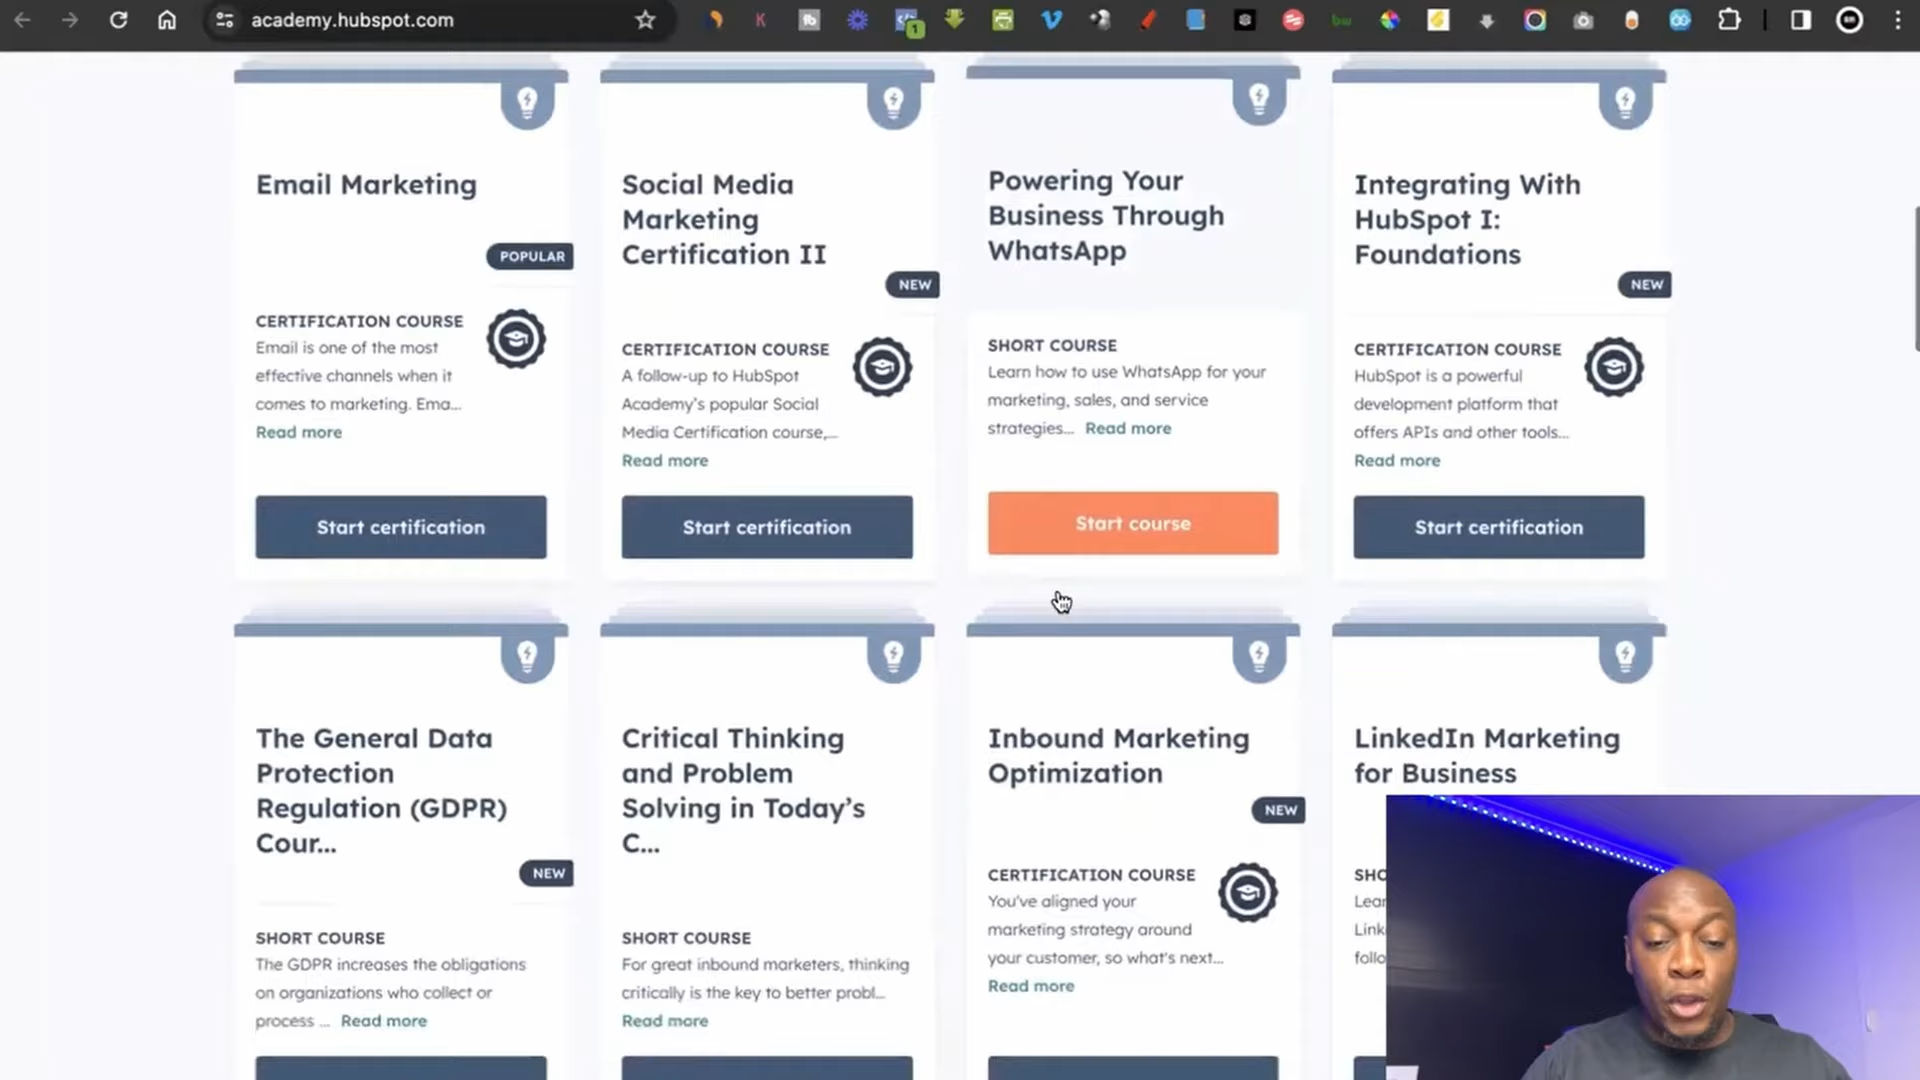 academy.hubspot.com
1
Email Marketing
POPULAR
CERTIFICATION COURSE
Email is one of the most
effective channels when it
comes to marketing. Ema...
Read more
Start certification
Social Media
Marketing
Certification II
NEW
CERTIFICATION COURSE
A follow-up to HubSpot
Academy's popular Social
Media Certification course,...
Read more
Start certification
Powering Your
Business Through
WhatsApp
SHORT COURSE
Learn how to use WhatsApp for your
marketing, sales, and service
strategies... Read more
Start course
Integrating With
HubSpot I:
Foundations
NEW
CERTIFICATION COURSE
HubSpot is a powerful
development platform that
offers APIs and other tools...
Read more
Start certification
The General Data
Protection
Regulation (GDPR)
Cour...
NEW
SHORT COURSE
The GDPR increases the obligations
on organizations who collect or
process ... Read more
Critical Thinking
and Problem
Solving in Today's
C...
SHORT COURSE
For great inbound marketers, thinking
critically is the key to better probl...
Read more
Inbound Marketing
Optimization
NEW
CERTIFICATION COURSE
You've aligned your
marketing strategy around
your customer, so what's next...
Read more
LinkedIn Marketing
for Business